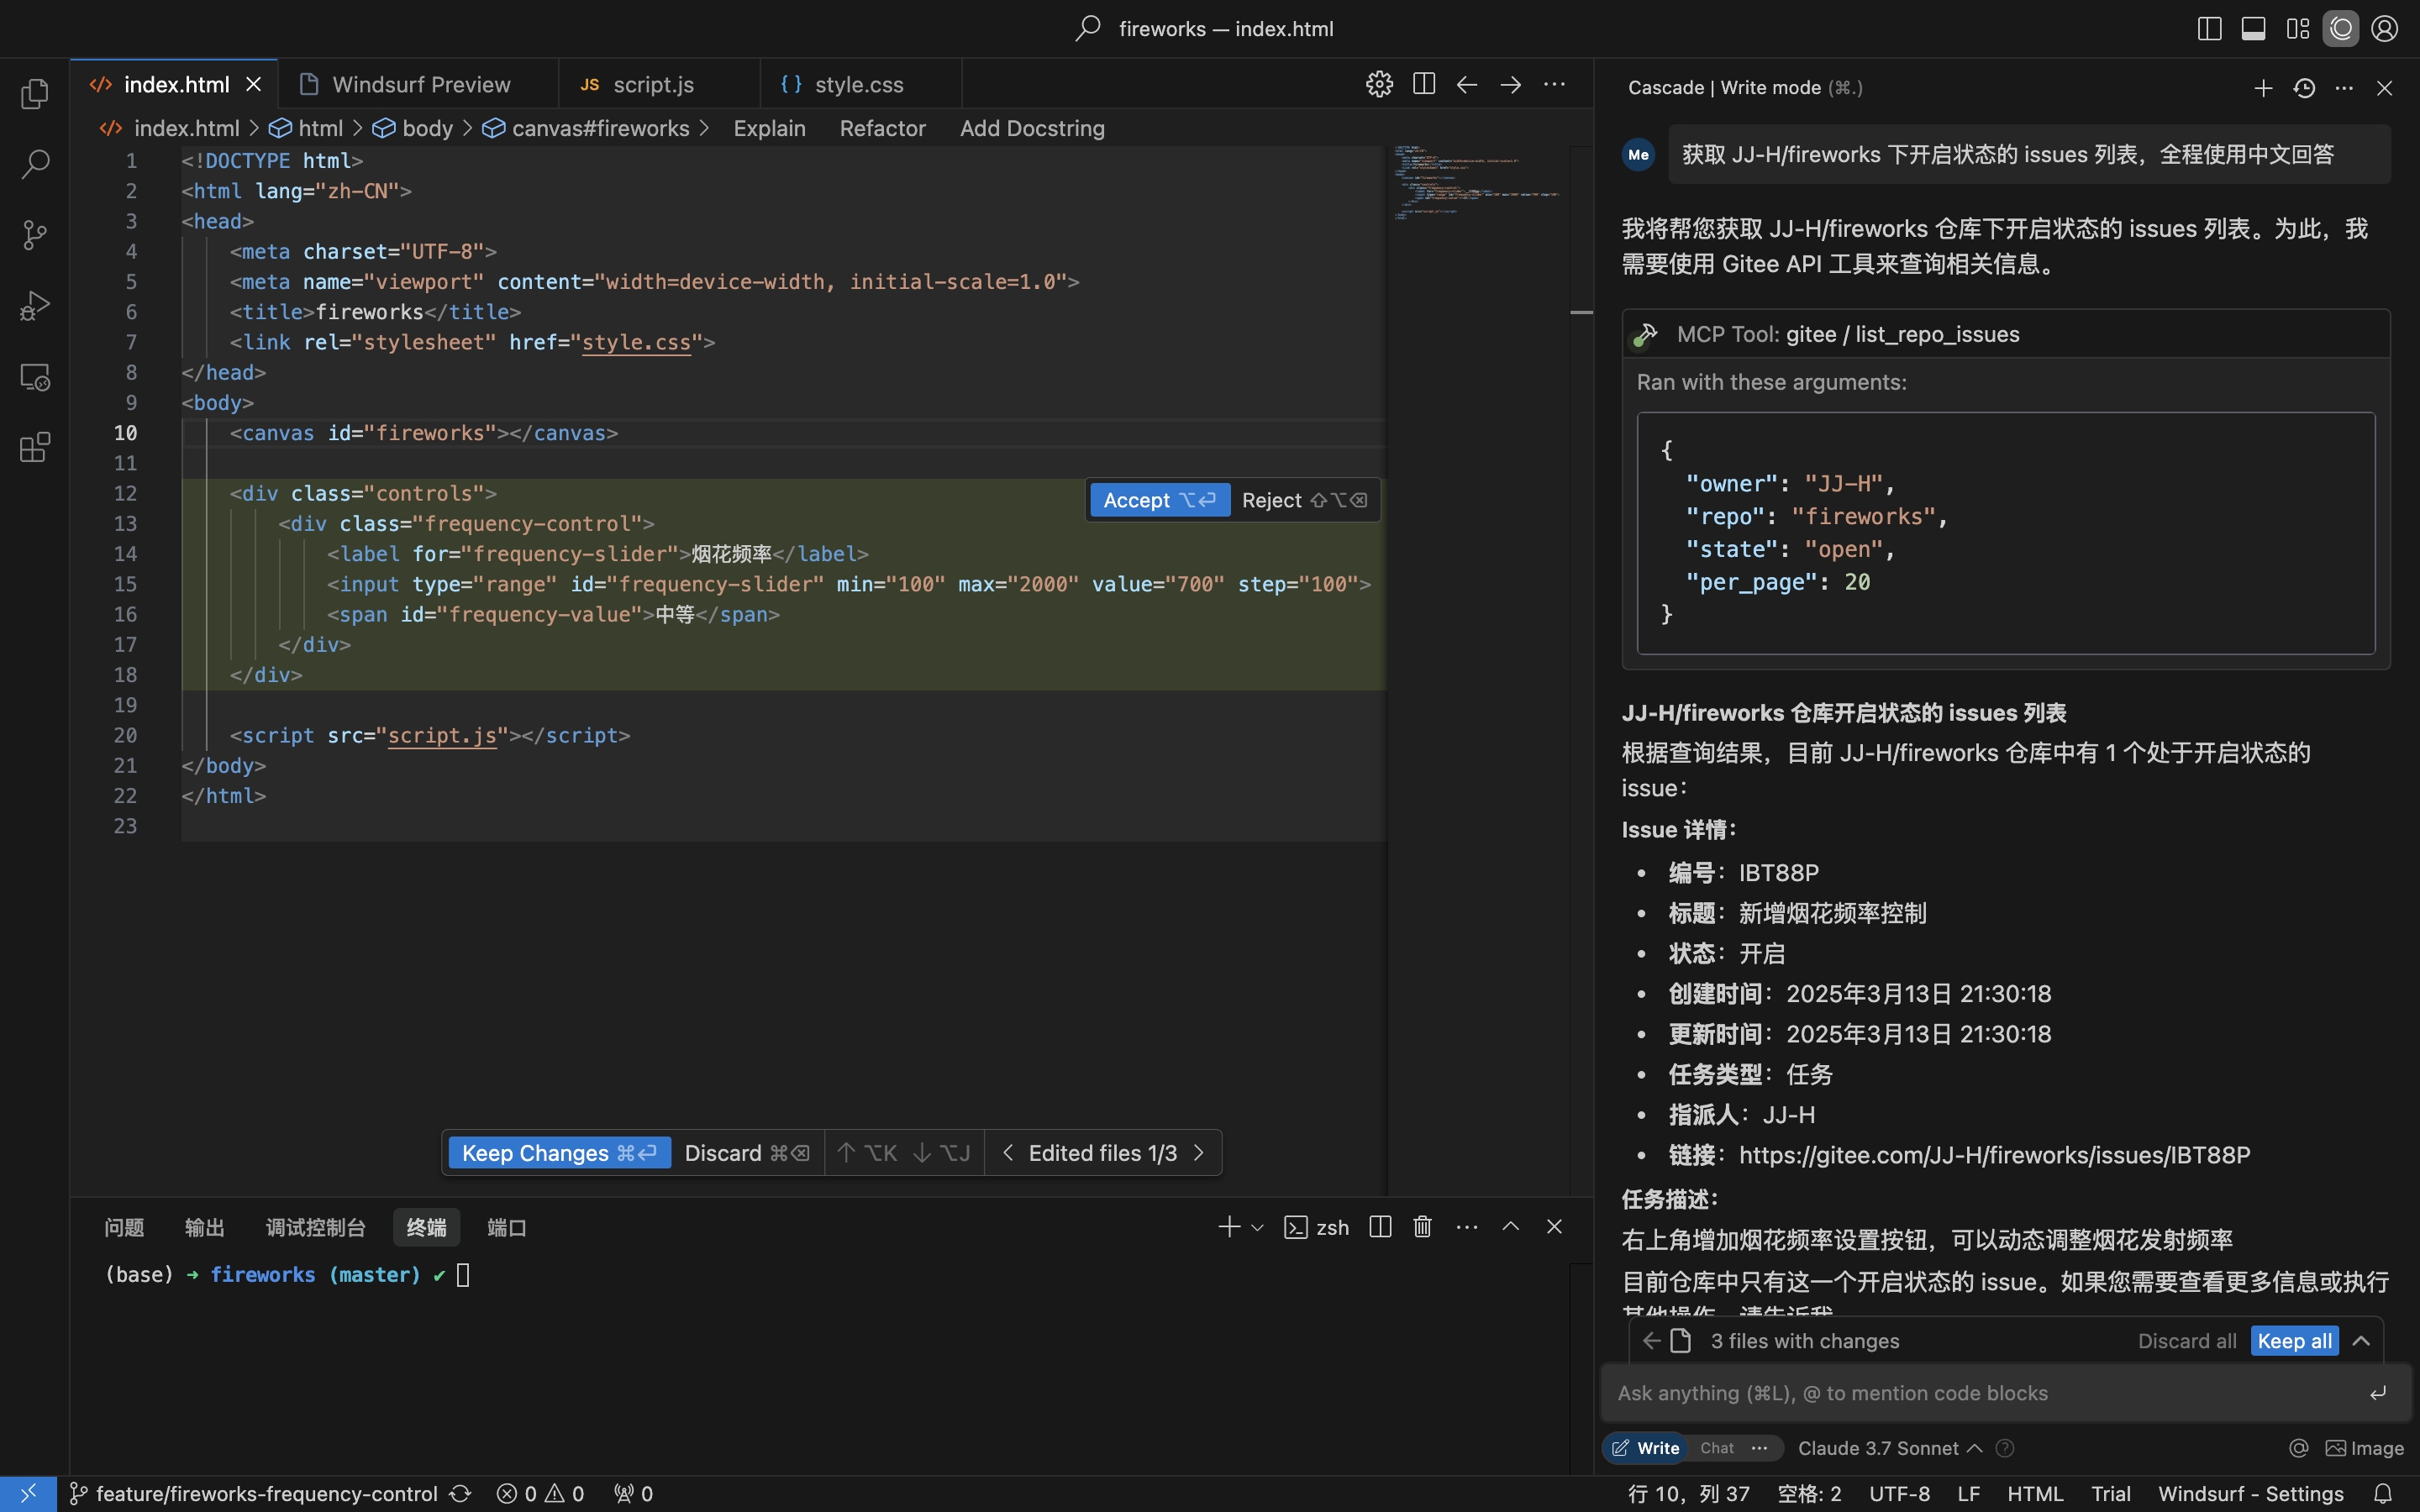 fireworks — index.html
index.html
Windsurf Preview
JS script.js
{ } style.css
index.html > html > body > canvas#fireworks > Explain Refactor Add Docstring
1 <!DOCTYPE html>
2 <html lang="zh-CN">
3 <head>
4 <meta charset="UTF-8">
5 <meta name="viewport" content="width=device-width, initial-scale=1.0">
6 <title>fireworks</title>
7 <link rel="stylesheet" href="style.css">
8 </head>
9 <body>
10 <canvas id="fireworks"></canvas>
11
12 <div class="controls">
Accept ⌥⏎ Reject ⇧⌥⌫
13 <div class="frequency-control">
14 <label for="frequency-slider">烟花频率</label>
15 <input type="range" id="frequency-slider" min="100" max="2000" value="700" step="100">
16 <span id="frequency-value">中等</span>
17 </div>
18 </div>
19
20 <script src="script.js"></script>
21 </body>
22 </html>
23
Keep Changes ⌘⏎ Discard ⌘⌫ ↑ ⌥K ↓ ⌥J < Edited files 1/3 >
问题 输出 调试控制台 终端 端口
zsh
(base) ➜ fireworks (master) ✔
Cascade | Write mode (⌘.)
Me
获取 JJ-H/fireworks 下开启状态的 issues 列表，全程使用中文回答
我将帮您获取 JJ-H/fireworks 仓库下开启状态的 issues 列表。为此，我
需要使用 Gitee API 工具来查询相关信息。
MCP Tool: gitee / list_repo_issues
Ran with these arguments:
{
"owner": "JJ-H",
"repo": "fireworks",
"state": "open",
"per_page": 20
}
JJ-H/fireworks 仓库开启状态的 issues 列表
根据查询结果，目前 JJ-H/fireworks 仓库中有 1 个处于开启状态的
issue：
Issue 详情：
• 编号：IBT88P
• 标题：新增烟花频率控制
• 状态：开启
• 创建时间：2025年3月13日 21:30:18
• 更新时间：2025年3月13日 21:30:18
• 任务类型：任务
• 指派人：JJ-H
• 链接：https://gitee.com/JJ-H/fireworks/issues/IBT88P
任务描述：
右上角增加烟花频率设置按钮，可以动态调整烟花发射频率
目前仓库中只有这一个开启状态的 issue。如果您需要查看更多信息或执行
其他操作，请告诉我
3 files with changes Discard all Keep all
Ask anything (⌘L), @ to mention code blocks
Write Chat ··· Claude 3.7 Sonnet
Image
feature/fireworks-frequency-control 0 0 0
行 10，列 37 空格: 2 UTF-8 LF HTML Trial Windsurf - Settings